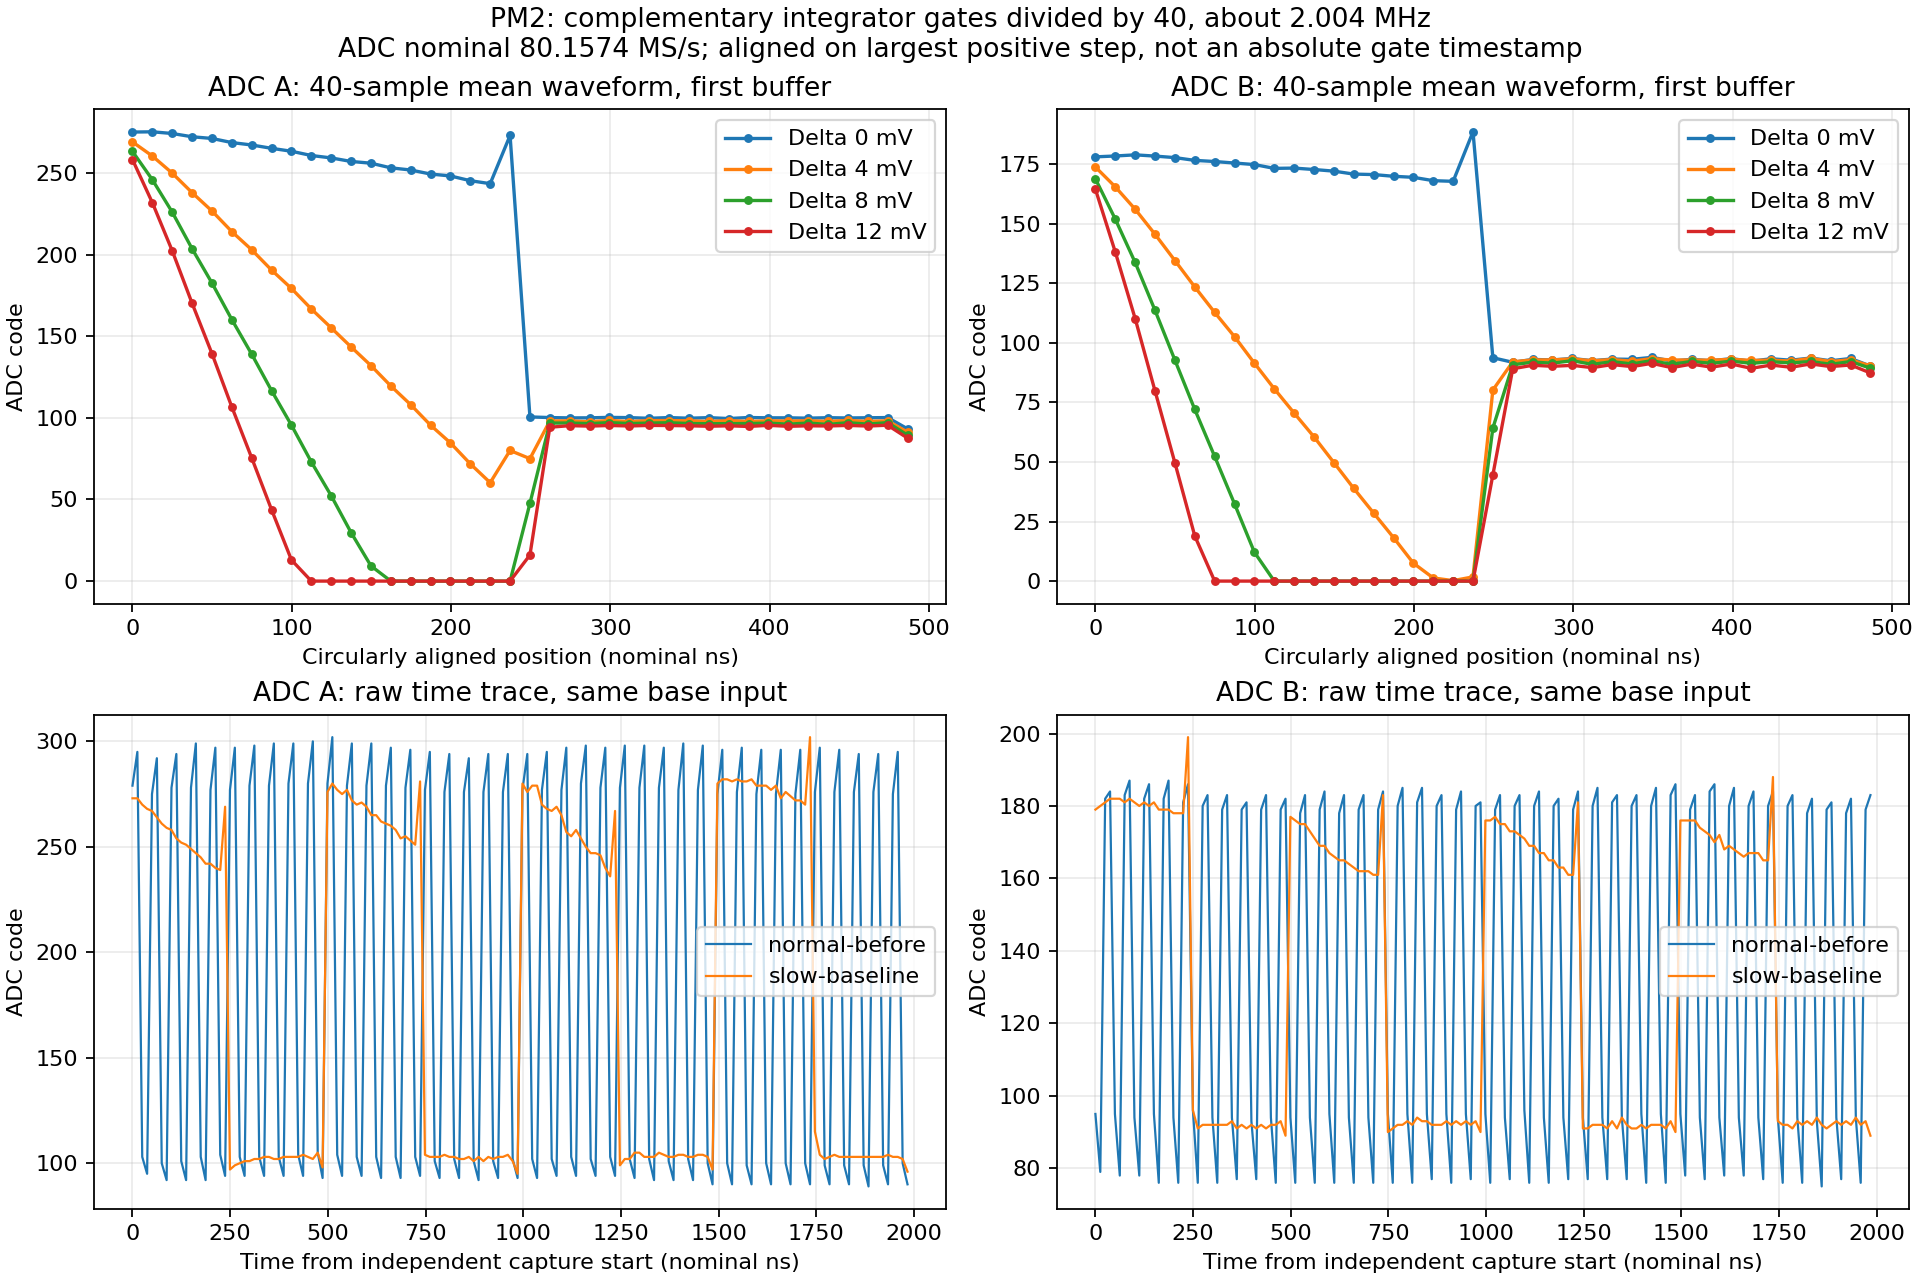 PM2: complementary integrator gates divided by 40, about 2.004 MHz
ADC nominal 80.1574 MS/s; aligned on largest positive step, not an absolute gate timestamp
ADC A: 40-sample mean waveform, first buffer
ADC code
250
200
150
100
50
0
0
100
200
300
400
500
Circularly aligned position (nominal ns)
Delta 0 mV
Delta 4 mV
Delta 8 mV
Delta 12 mV
ADC B: 40-sample mean waveform, first buffer
ADC code
175
150
125
100
75
50
25
0
0
100
200
300
400
500
Circularly aligned position (nominal ns)
Delta 0 mV
Delta 4 mV
Delta 8 mV
Delta 12 mV
ADC A: raw time trace, same base input
ADC code
300
250
200
150
100
0
250
500
750
1000
1250
1500
1750
2000
Time from independent capture start (nominal ns)
normal-before
slow-baseline
ADC B: raw time trace, same base input
ADC code
200
180
160
140
120
100
80
0
250
500
750
1000
1250
1500
1750
2000
Time from independent capture start (nominal ns)
normal-before
slow-baseline